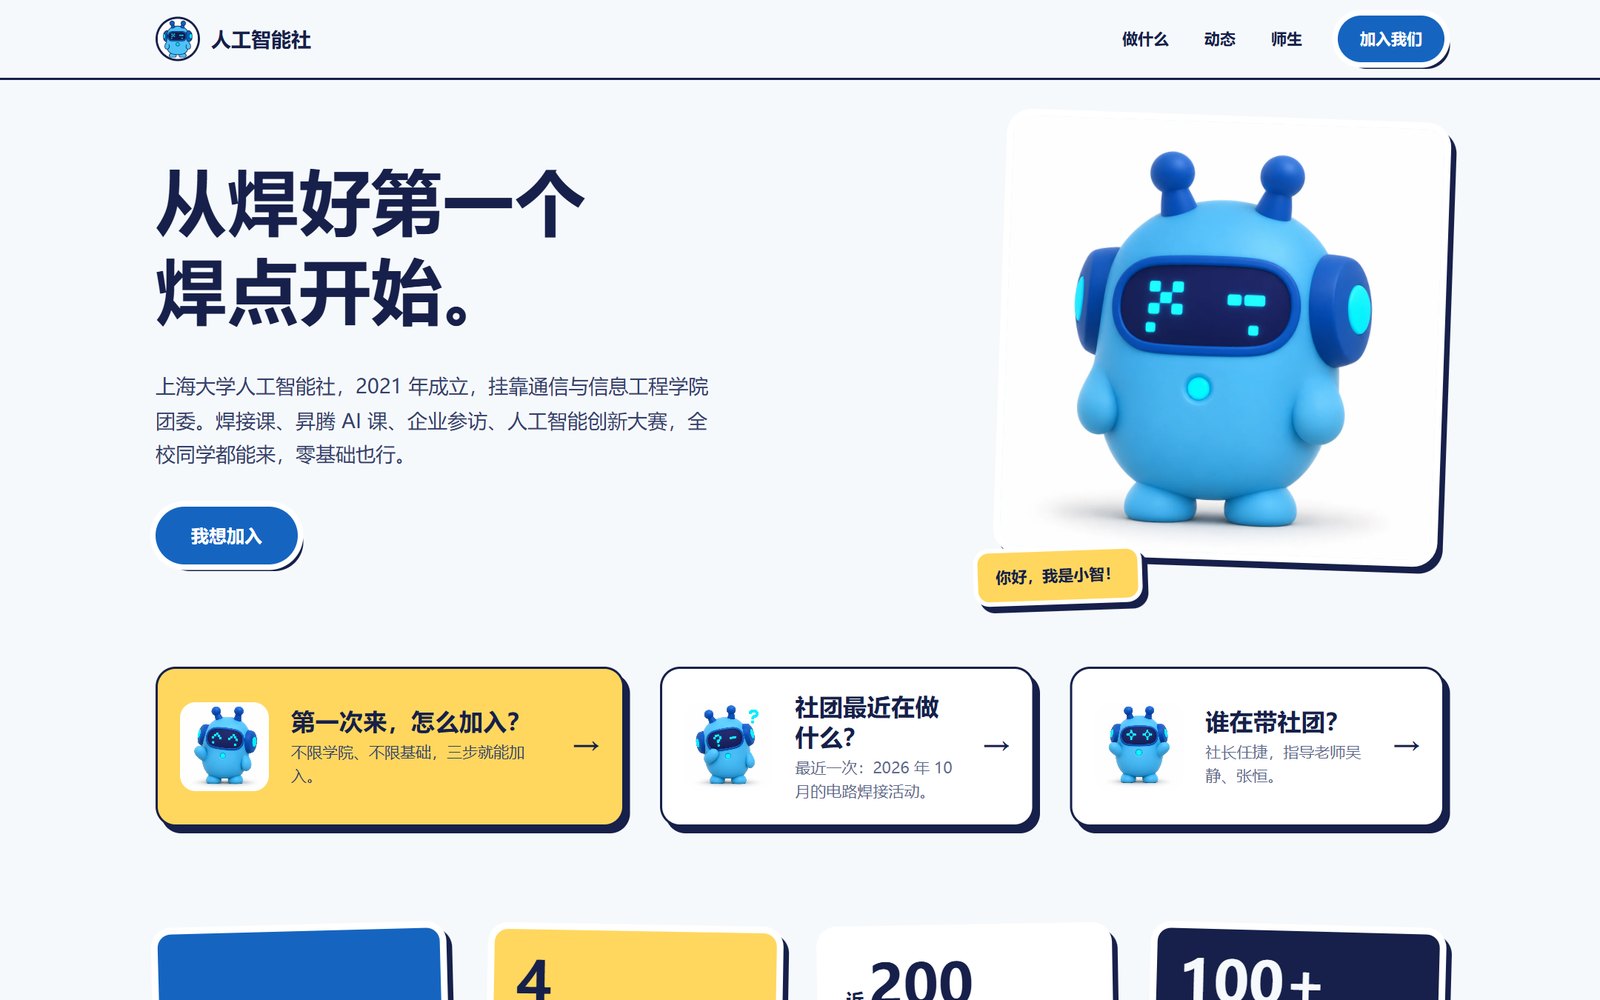 人工智能社
做什么
动态
师生
加入我们
从焊好第一个
焊点开始。
上海大学人工智能社，2021 年成立，挂靠通信与信息工程学院
团委。焊接课、昇腾 AI 课、企业参访、人工智能创新大赛，全
校同学都能来，零基础也行。
我想加入
你好，我是小智！
第一次来，怎么加入？
不限学院、不限基础，三步就能加
入。
→
社团最近在做
什么？
最近一次：2026 年 10
月的电路焊接活动。
→
谁在带社团？
社长任捷，指导老师吴
静、张恒。
→
4
近 200
100+